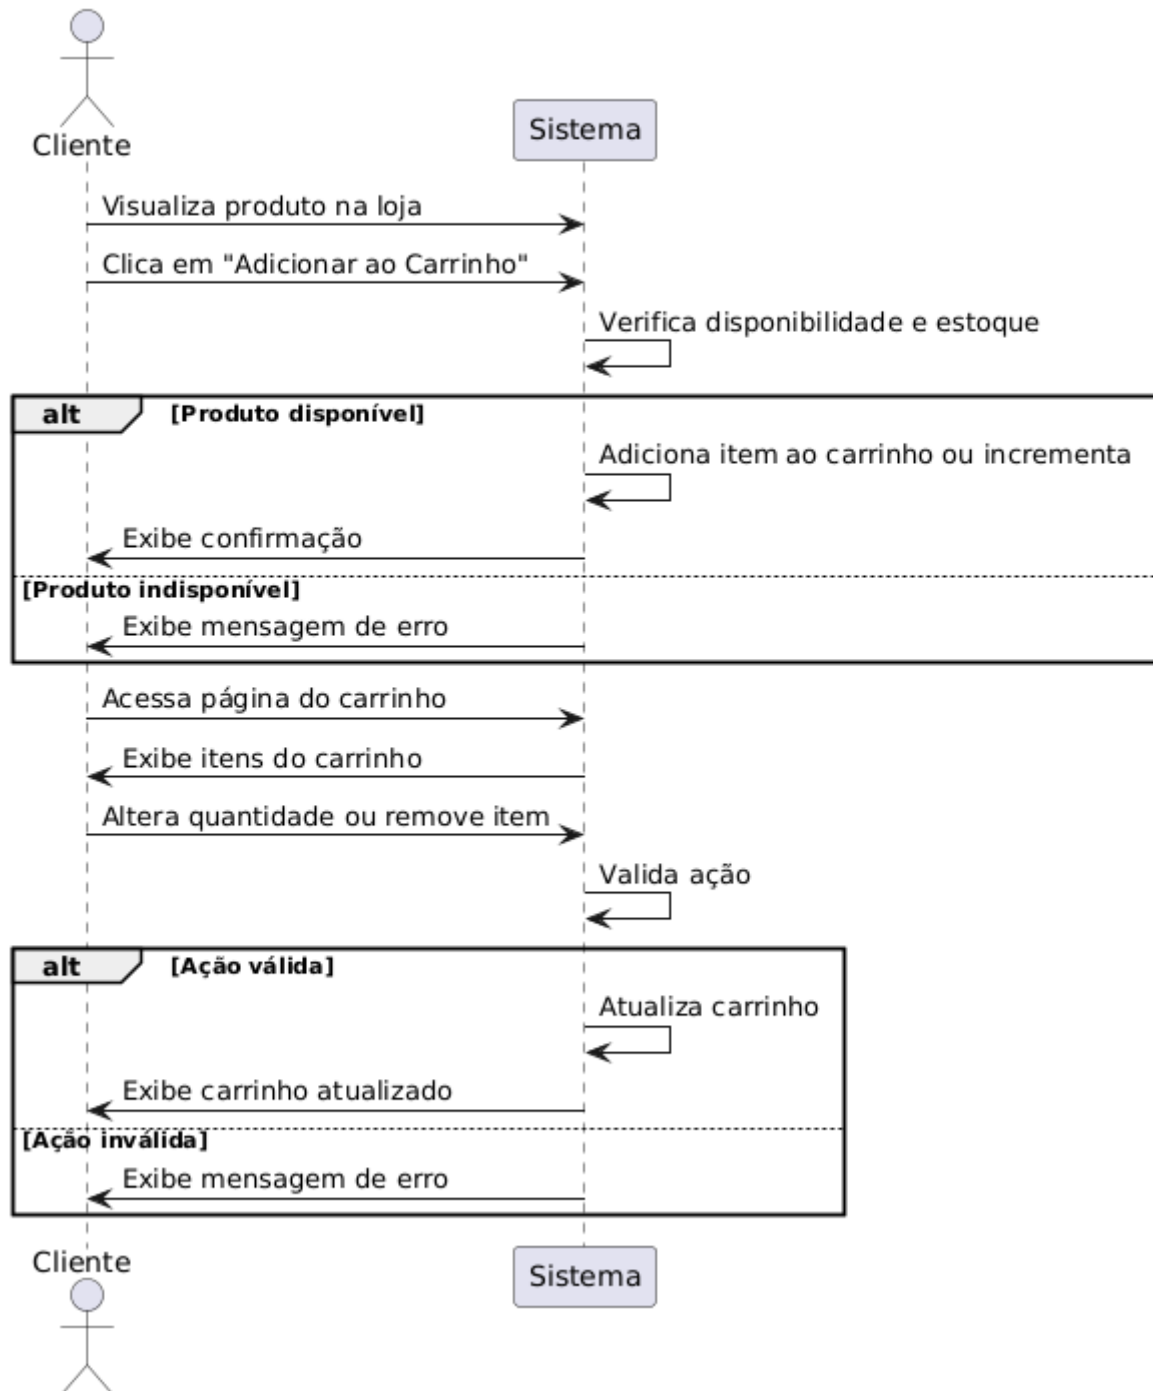 Cliente
Sistema
Visualiza produto na loja
Clica em "Adicionar ao Carrinho"
Verifica disponibilidade e estoque
alt [Produto disponível]
Adiciona item ao carrinho ou incrementa
Exibe confirmação
[Produto indisponível]
Exibe mensagem de erro
Acessa página do carrinho
Exibe itens do carrinho
Altera quantidade ou remove item
Valida ação
alt [Ação válida]
Atualiza carrinho
Exibe carrinho atualizado
[Ação inválida]
Exibe mensagem de erro
Cliente
Sistema